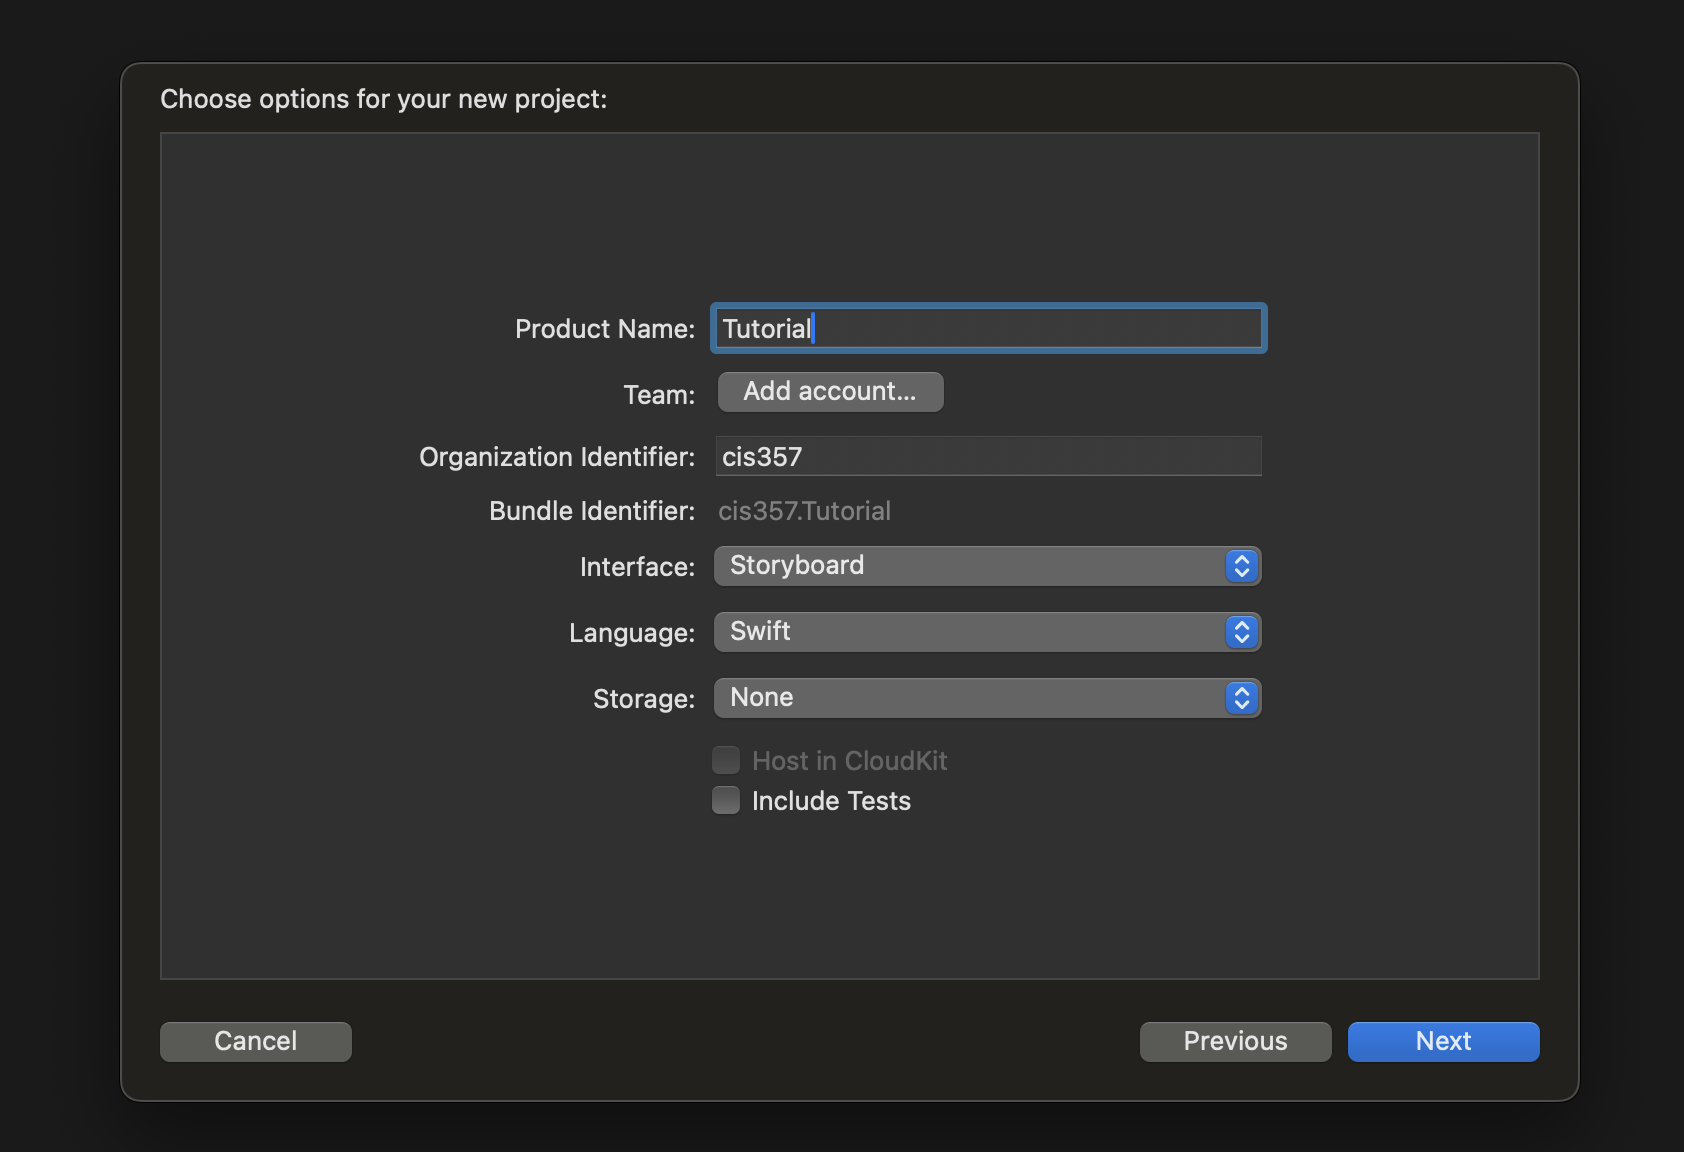 Choose options for your new project:
Product Name: Tutorial
Team: Add account...
Organization Identifier: cis357
Bundle Identifier: cis357.Tutorial
Interface: Storyboard
Language: Swift
Storage: None
Host in CloudKit
Include Tests
Cancel Previous Next